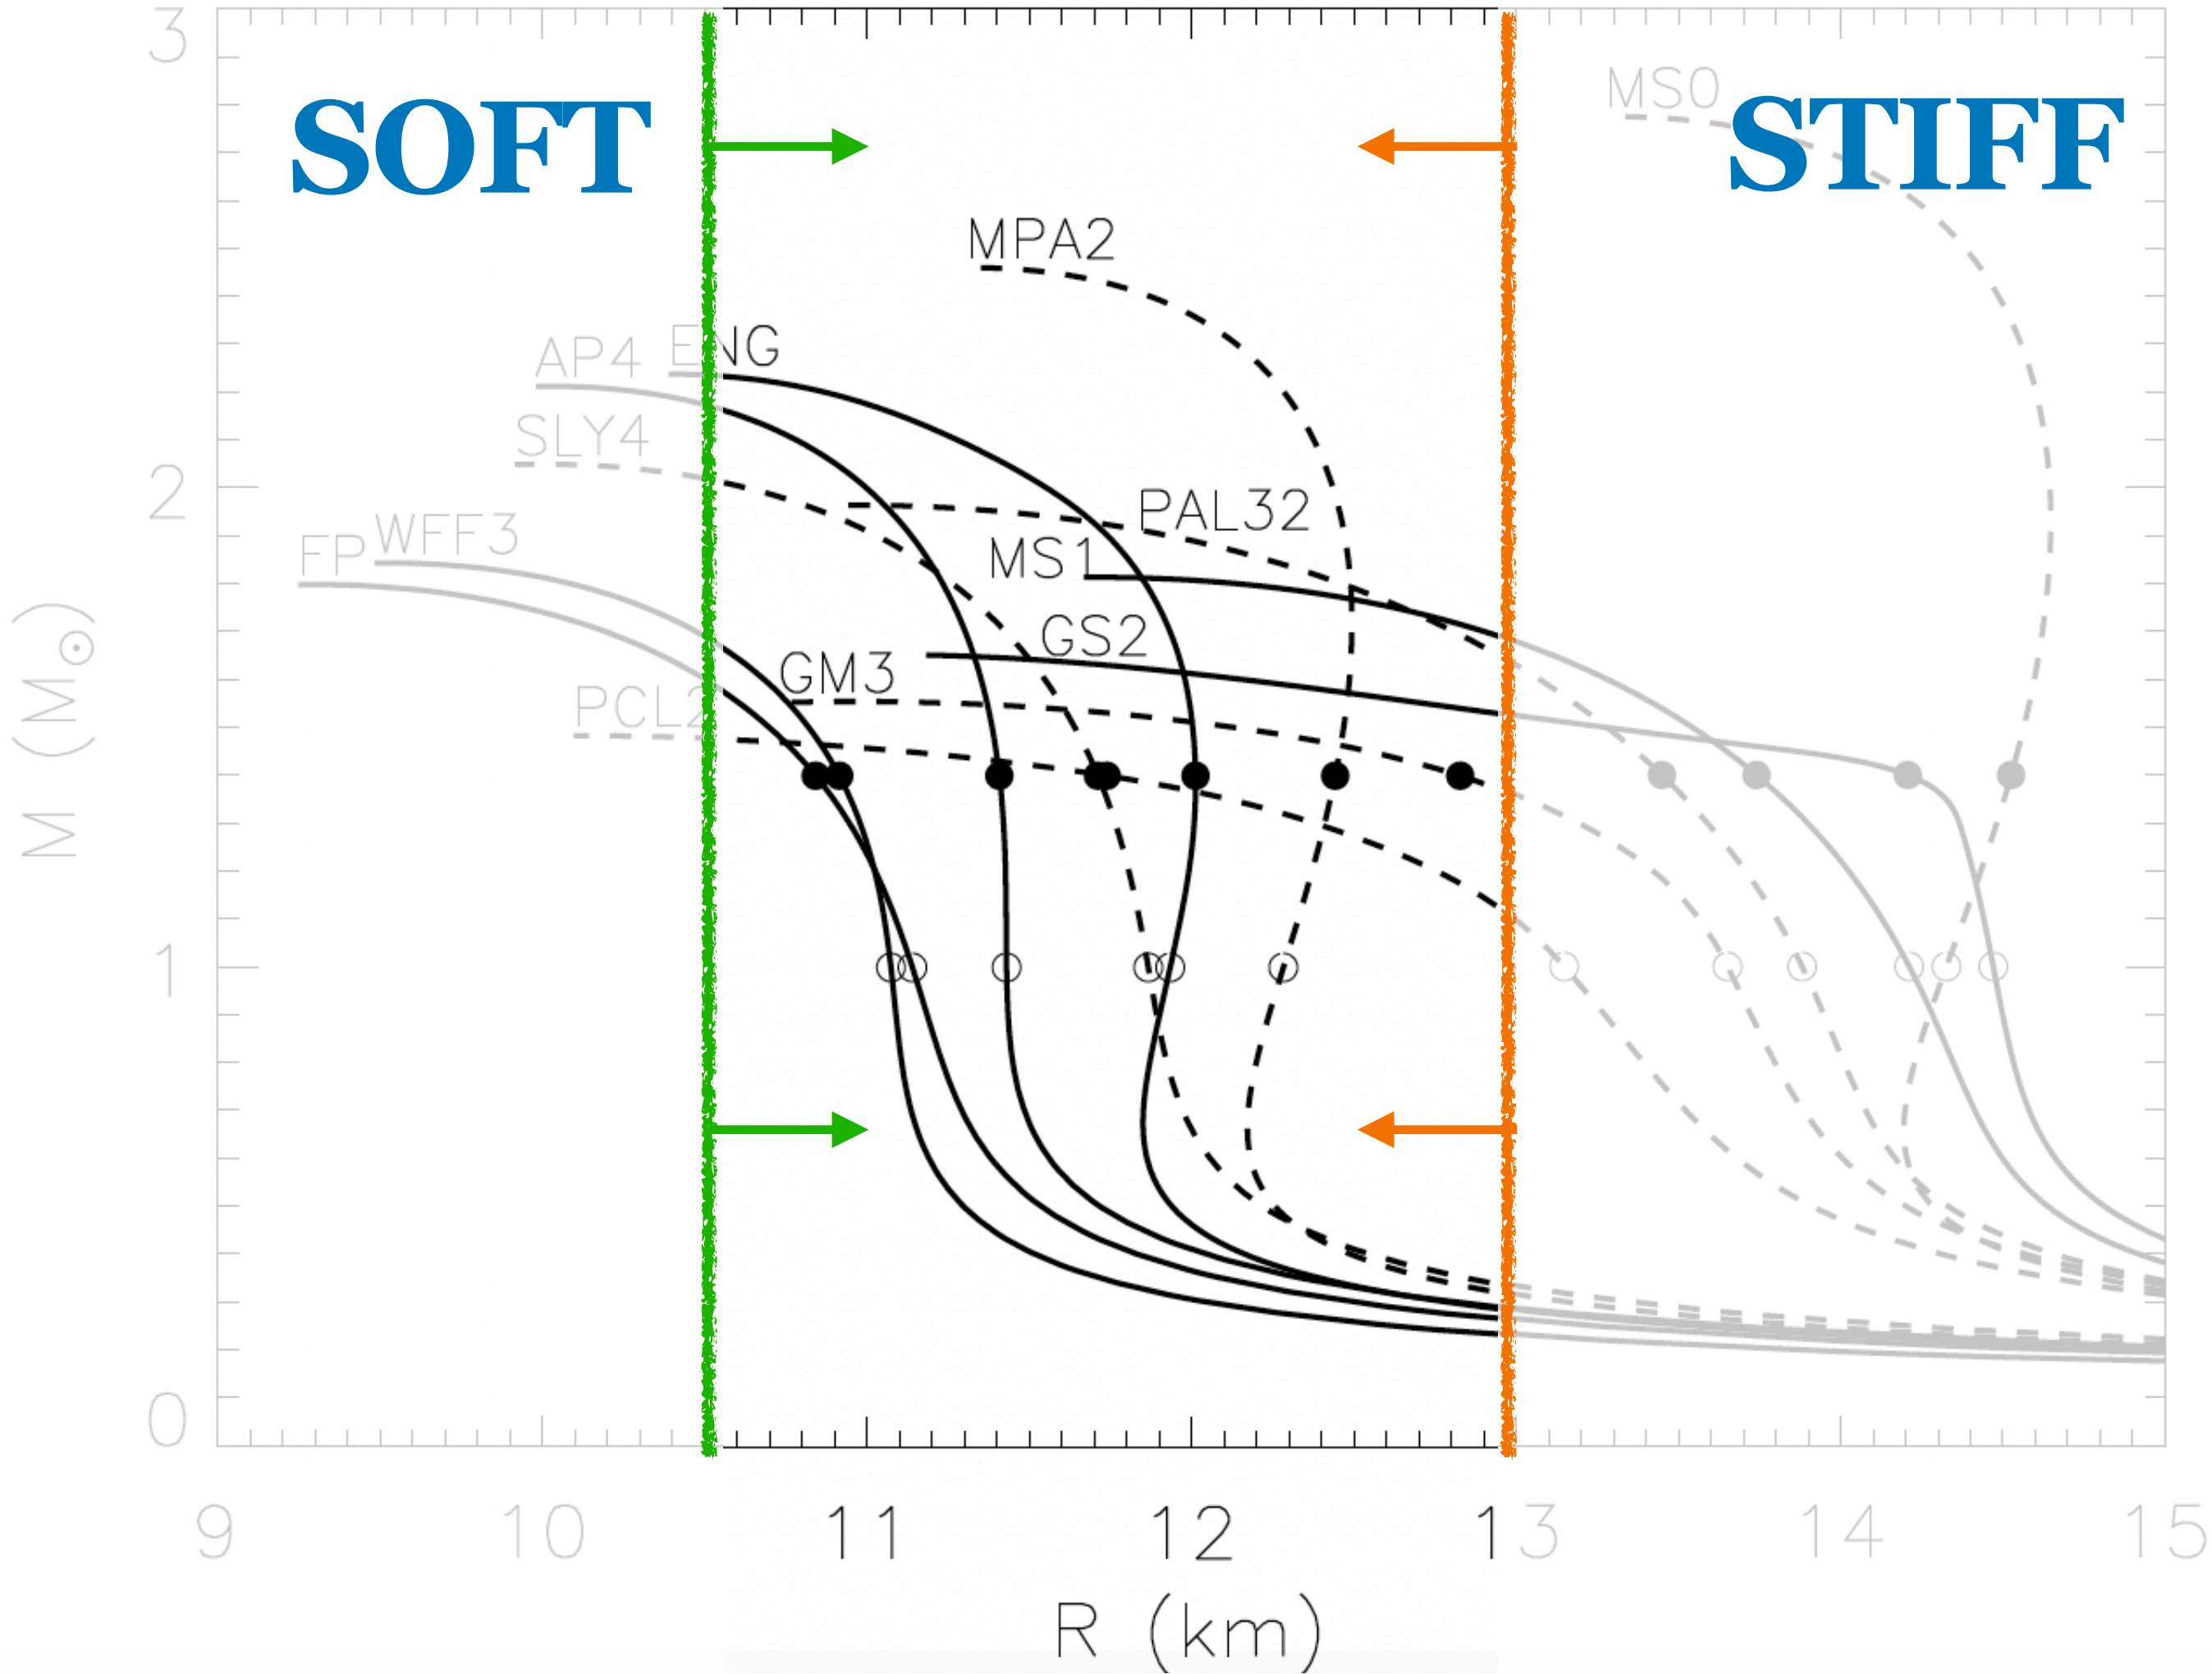 3
MS0
SOFT
STIFF
MPA2
ENG
AP4
SLY4
2
PAL32
WFF3
FP
MS1
GS2
GM3
PCL2
M (M☉)
1
0
9 10 11 12 13 14 15
R (km)